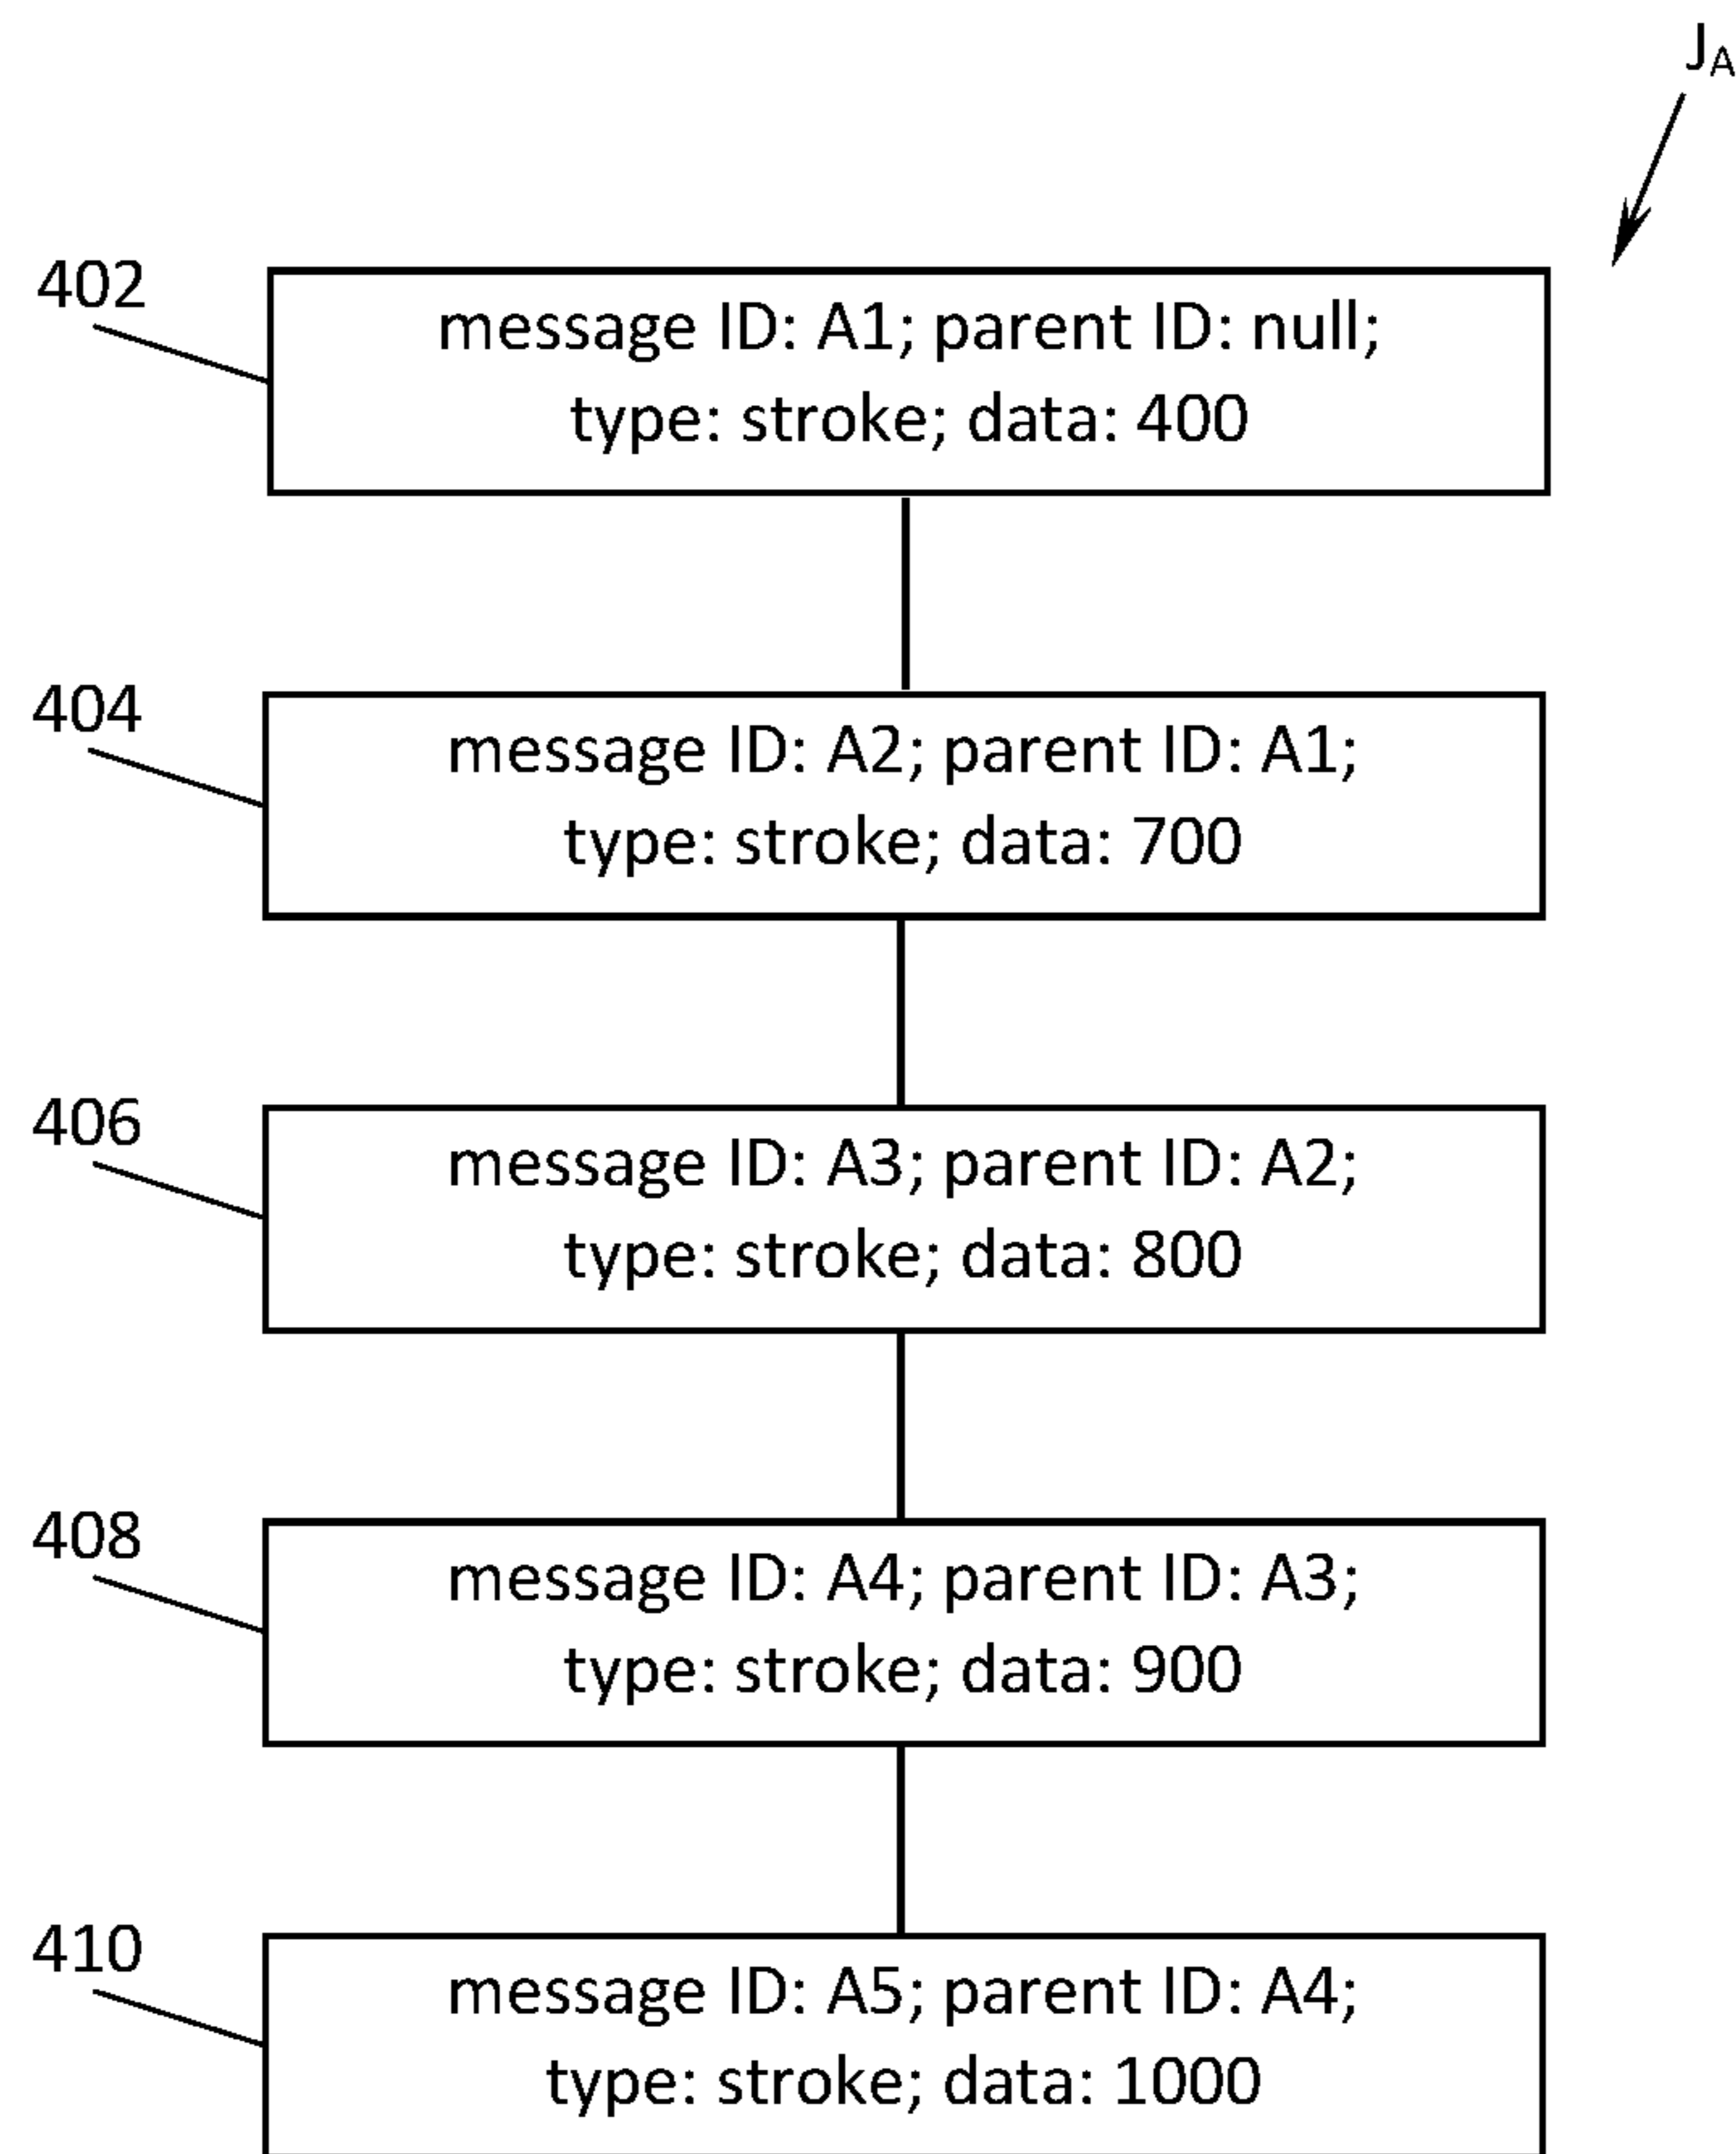 J_A
402
message ID: A1; parent ID: null;
type: stroke; data: 400
404
message ID: A2; parent ID: A1;
type: stroke; data: 700
406
message ID: A3; parent ID: A2;
type: stroke; data: 800
408
message ID: A4; parent ID: A3;
type: stroke; data: 900
410
message ID: A5; parent ID: A4;
type: stroke; data: 1000